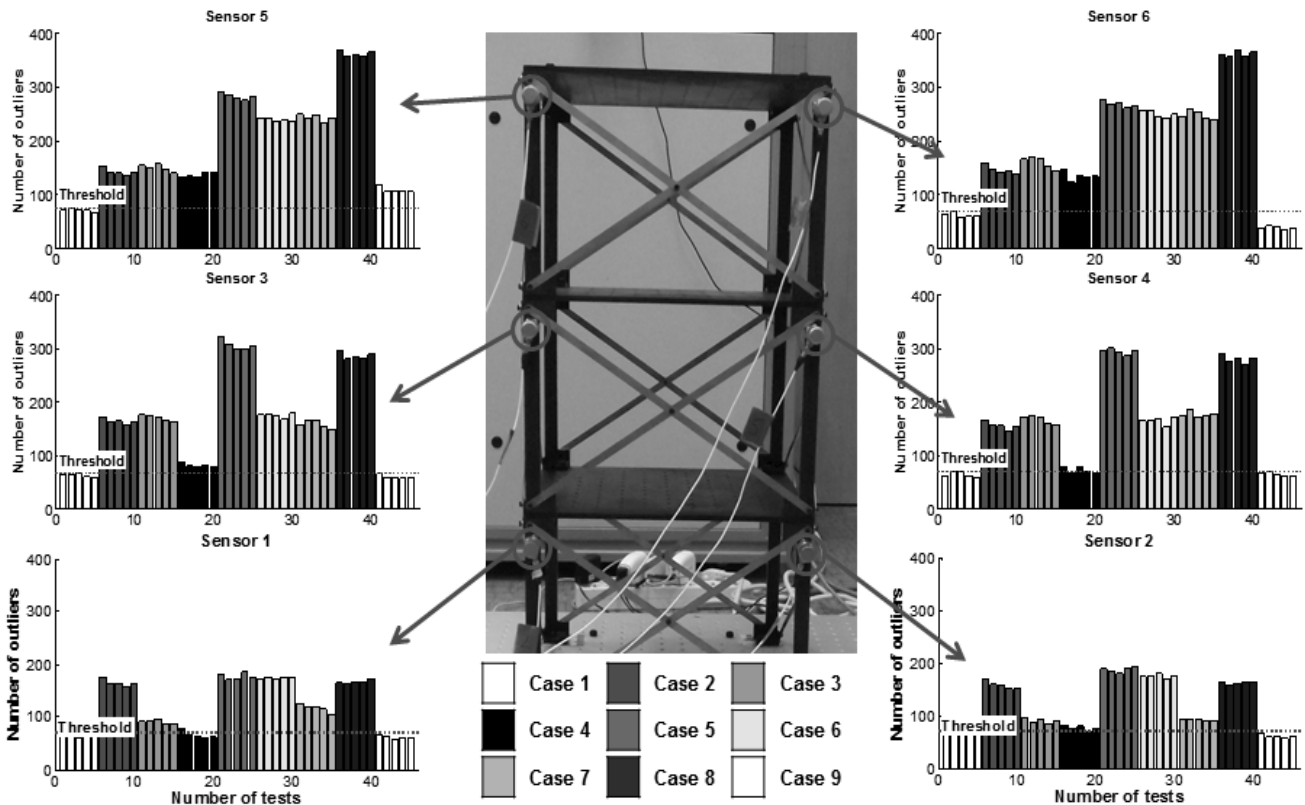 Sensor 5
Number of outliers
400
300
200
100
0
Threshold
0 10 20 30 40
Sensor 6
Number of outliers
400
300
200
100
0
Threshold
0 10 20 30 40
Sensor 3
Number of outliers
400
300
200
100
0
Threshold
0 10 20 30 40
Sensor 4
Number of outliers
400
300
200
100
0
Threshold
0 10 20 30 40
Sensor 1
Number of outliers
400
300
200
100
0
Threshold
0 10 20 30 40
Number of tests
Case 1 Case 2 Case 3
Case 4 Case 5 Case 6
Case 7 Case 8 Case 9
Sensor 2
Number of outliers
400
300
200
100
0
Threshold
0 10 20 30 40
Number of tests